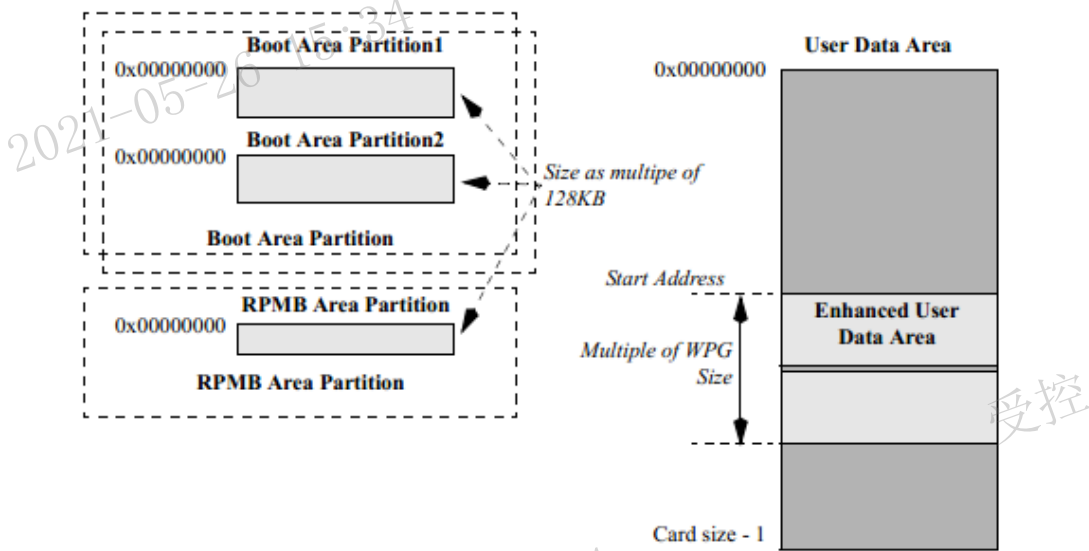 2021-05-26 15:34
Boot Area Partition1
0x00000000
Boot Area Partition2
0x00000000
Boot Area Partition
Size as multipe of
128KB
RPMB Area Partition
0x00000000
RPMB Area Partition
User Data Area
0x00000000
Start Address
Enhanced User
Data Area
Multiple of WPG
Size
Card size - 1
受控